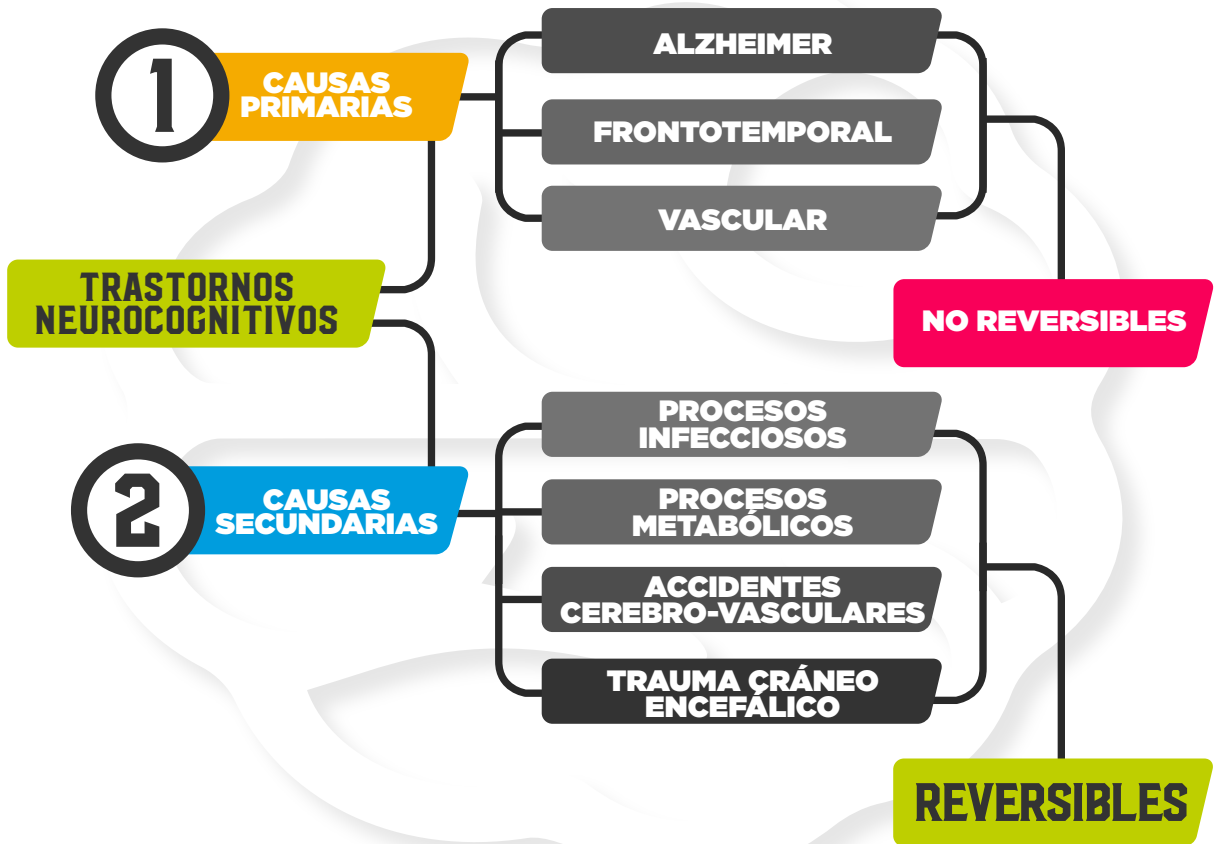 1
CAUSAS
PRIMARIAS
ALZHEIMER
FRONTOTEMPORAL
VASCULAR
TRASTORNOS
NEUROCOGNITIVOS
NO REVERSIBLES
2
CAUSAS
SECUNDARIAS
PROCESOS
INFECCIOSOS
PROCESOS
METABÓLICOS
ACCIDENTES
CEREBRO-VASCULARES
TRAUMA CRÁNEO
ENCEFÁLICO
REVERSIBLES